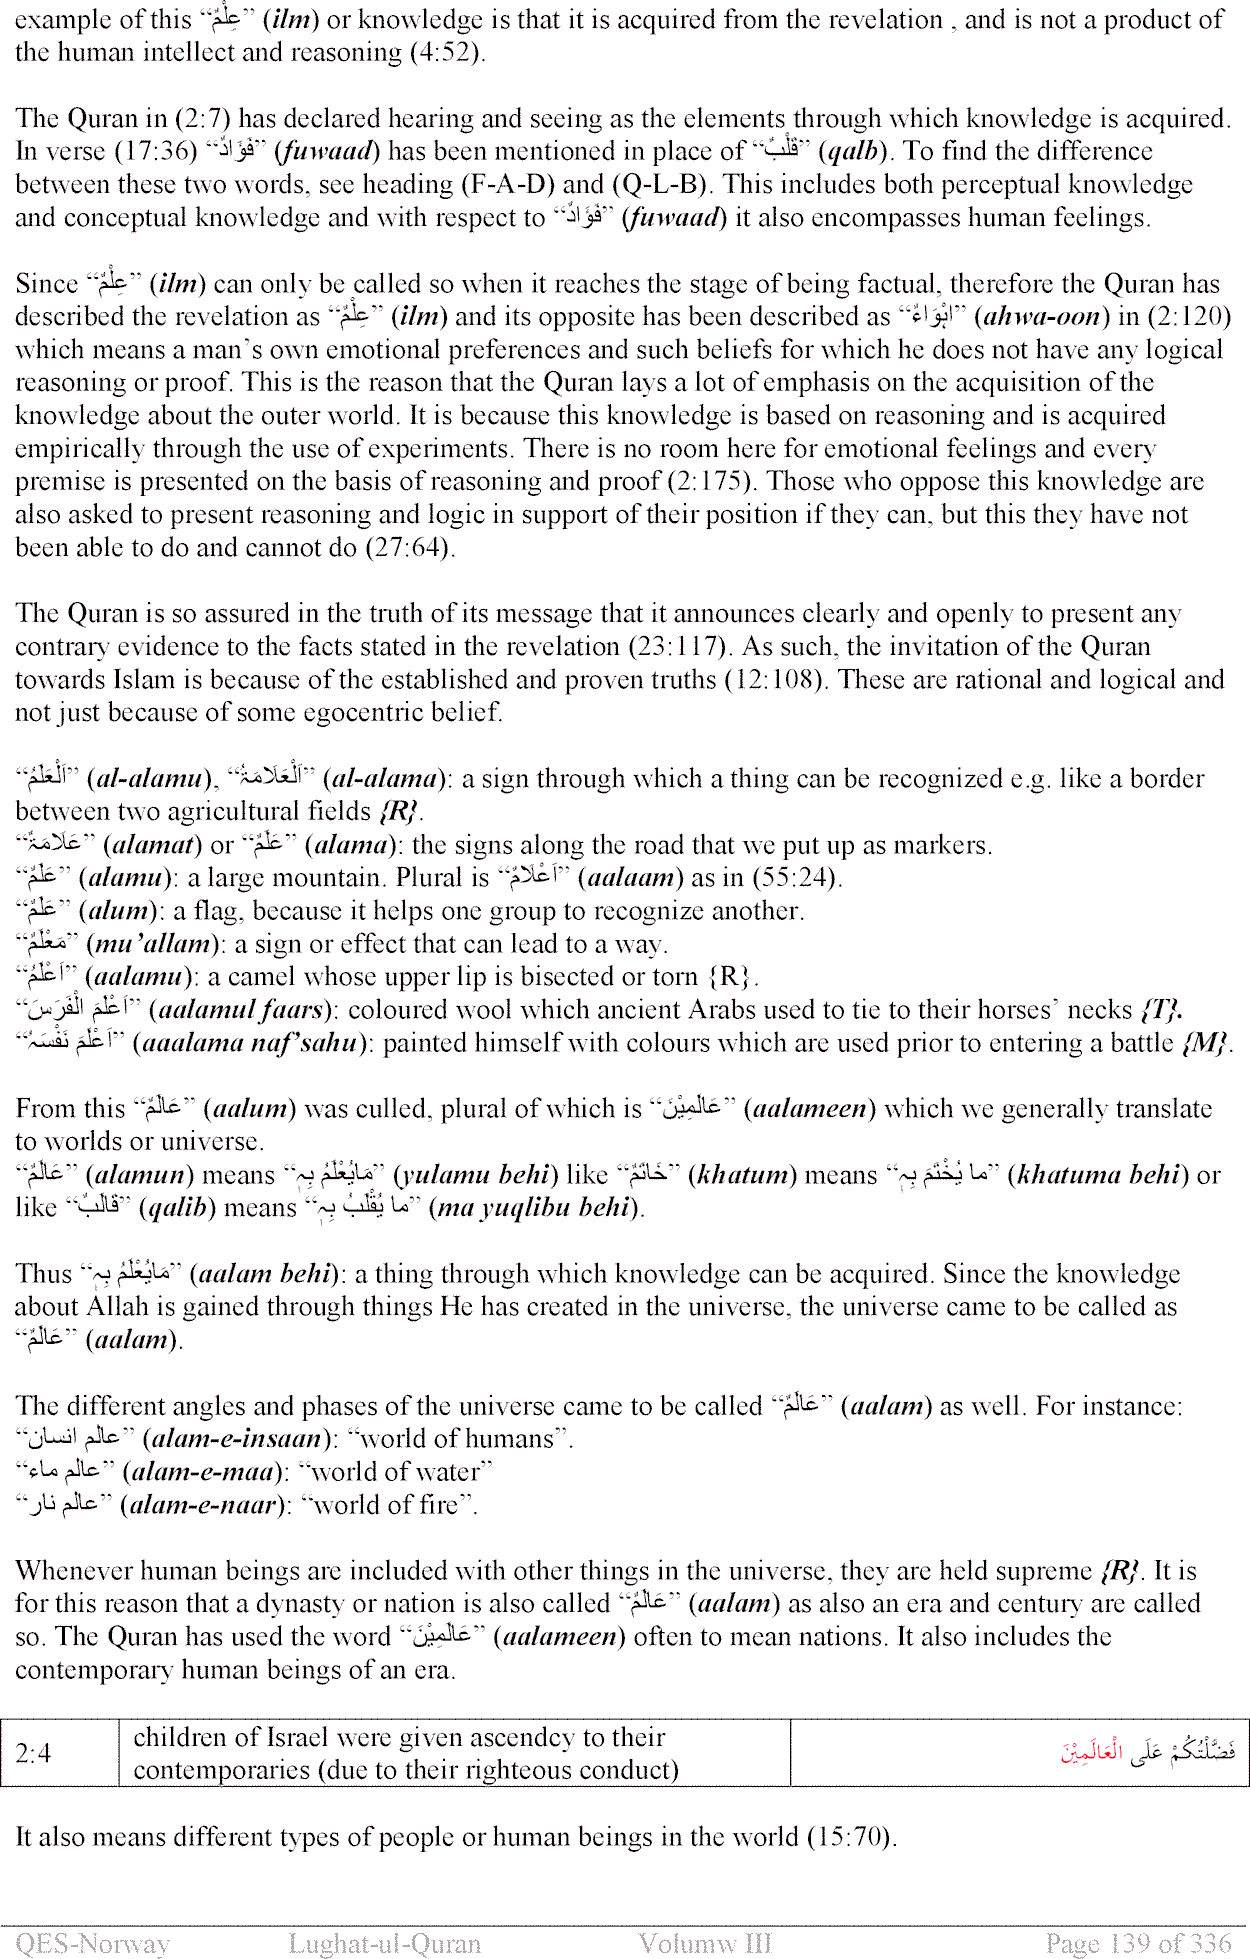 example of this “عِلْمٌ” (ilm) or knowledge is that it is acquired from the revelation , and is not a product of
the human intellect and reasoning (4:52).
The Quran in (2:7) has declared hearing and seeing as the elements through which knowledge is acquired.
In verse (17:36) “فَوَادٌ” (fuwaad) has been mentioned in place of “قَلْبٌ” (qalb). To find the difference
between these two words, see heading (F-A-D) and (Q-L-B). This includes both perceptual knowledge
and conceptual knowledge and with respect to “فَوَادٌ” (fuwaad) it also encompasses human feelings.
Since “عِلْمٌ” (ilm) can only be called so when it reaches the stage of being factual, therefore the Quran has
described the revelation as “عِلْمٌ” (ilm) and its opposite has been described as “اہْوَاءٌ” (ahwa-oon) in (2:120)
which means a man’s own emotional preferences and such beliefs for which he does not have any logical
reasoning or proof. This is the reason that the Quran lays a lot of emphasis on the acquisition of the
knowledge about the outer world. It is because this knowledge is based on reasoning and is acquired
empirically through the use of experiments. There is no room here for emotional feelings and every
premise is presented on the basis of reasoning and proof (2:175). Those who oppose this knowledge are
also asked to present reasoning and logic in support of their position if they can, but this they have not
been able to do and cannot do (27:64).
The Quran is so assured in the truth of its message that it announces clearly and openly to present any
contrary evidence to the facts stated in the revelation (23:117). As such, the invitation of the Quran
towards Islam is because of the established and proven truths (12:108). These are rational and logical and
not just because of some egocentric belief.
“اَلْعَلَمُ” (al-alamu), “اَلْعَلَامَۃُ” (al-alama): a sign through which a thing can be recognized e.g. like a border
between two agricultural fields {R}.
“عَلَامَۃٌ” (alamat) or “عَلَمٌ” (alama): the signs along the road that we put up as markers.
“عَلَمٌ” (alamu): a large mountain. Plural is “اَعْلَامٌ” (aalaam) as in (55:24).
“عَلَمٌ” (alum): a flag, because it helps one group to recognize another.
“مَعْلَمٌ” (mu’allam): a sign or effect that can lead to a way.
“اَعْلَمُ” (aalamu): a camel whose upper lip is bisected or torn {R}.
“اَعْلَمَ الْفَرَسَ” (aalamul faars): coloured wool which ancient Arabs used to tie to their horses’ necks {T}.
“اَعْلَمَ نَفْسَہُ” (aaalama naf’sahu): painted himself with colours which are used prior to entering a battle {M}.
From this “عَالَمٌ” (aalum) was culled, plural of which is “عَالَمِیْنَ” (aalameen) which we generally translate
to worlds or universe.
“عَالَمٌ” (alamun) means “مَایُعْلَمُ بِہٖ” (yulamu behi) like “خَاتَمٌ” (khatum) means “ما یُخْتَمَ بِہٖ” (khatuma behi) or
like “قَالَبٌ” (qalib) means “ما یُقْلَبُ بِہٖ” (ma yuqlibu behi).
Thus “مَایُعْلَمُ بِہٖ” (aalam behi): a thing through which knowledge can be acquired. Since the knowledge
about Allah is gained through things He has created in the universe, the universe came to be called as
“عَالَمٌ” (aalam).
The different angles and phases of the universe came to be called “عَالَمٌ” (aalam) as well. For instance:
“عالم انسان” (alam-e-insaan): “world of humans”.
“عالم ماء” (alam-e-maa): “world of water”
“عالم نار” (alam-e-naar): “world of fire”.
Whenever human beings are included with other things in the universe, they are held supreme {R}. It is
for this reason that a dynasty or nation is also called “عَالَمٌ” (aalam) as also an era and century are called
so. The Quran has used the word “عَالَمِیْنَ” (aalameen) often to mean nations. It also includes the
contemporary human beings of an era.
2:4 children of Israel were given ascendcy to their
contemporaries (due to their righteous conduct) فَضَّلْتُكُمْ عَلَى الْعَالَمِيْنَ
It also means different types of people or human beings in the world (15:70).
QES-Norway Lughat-ul-Quran Volumw III Page 139 of 336